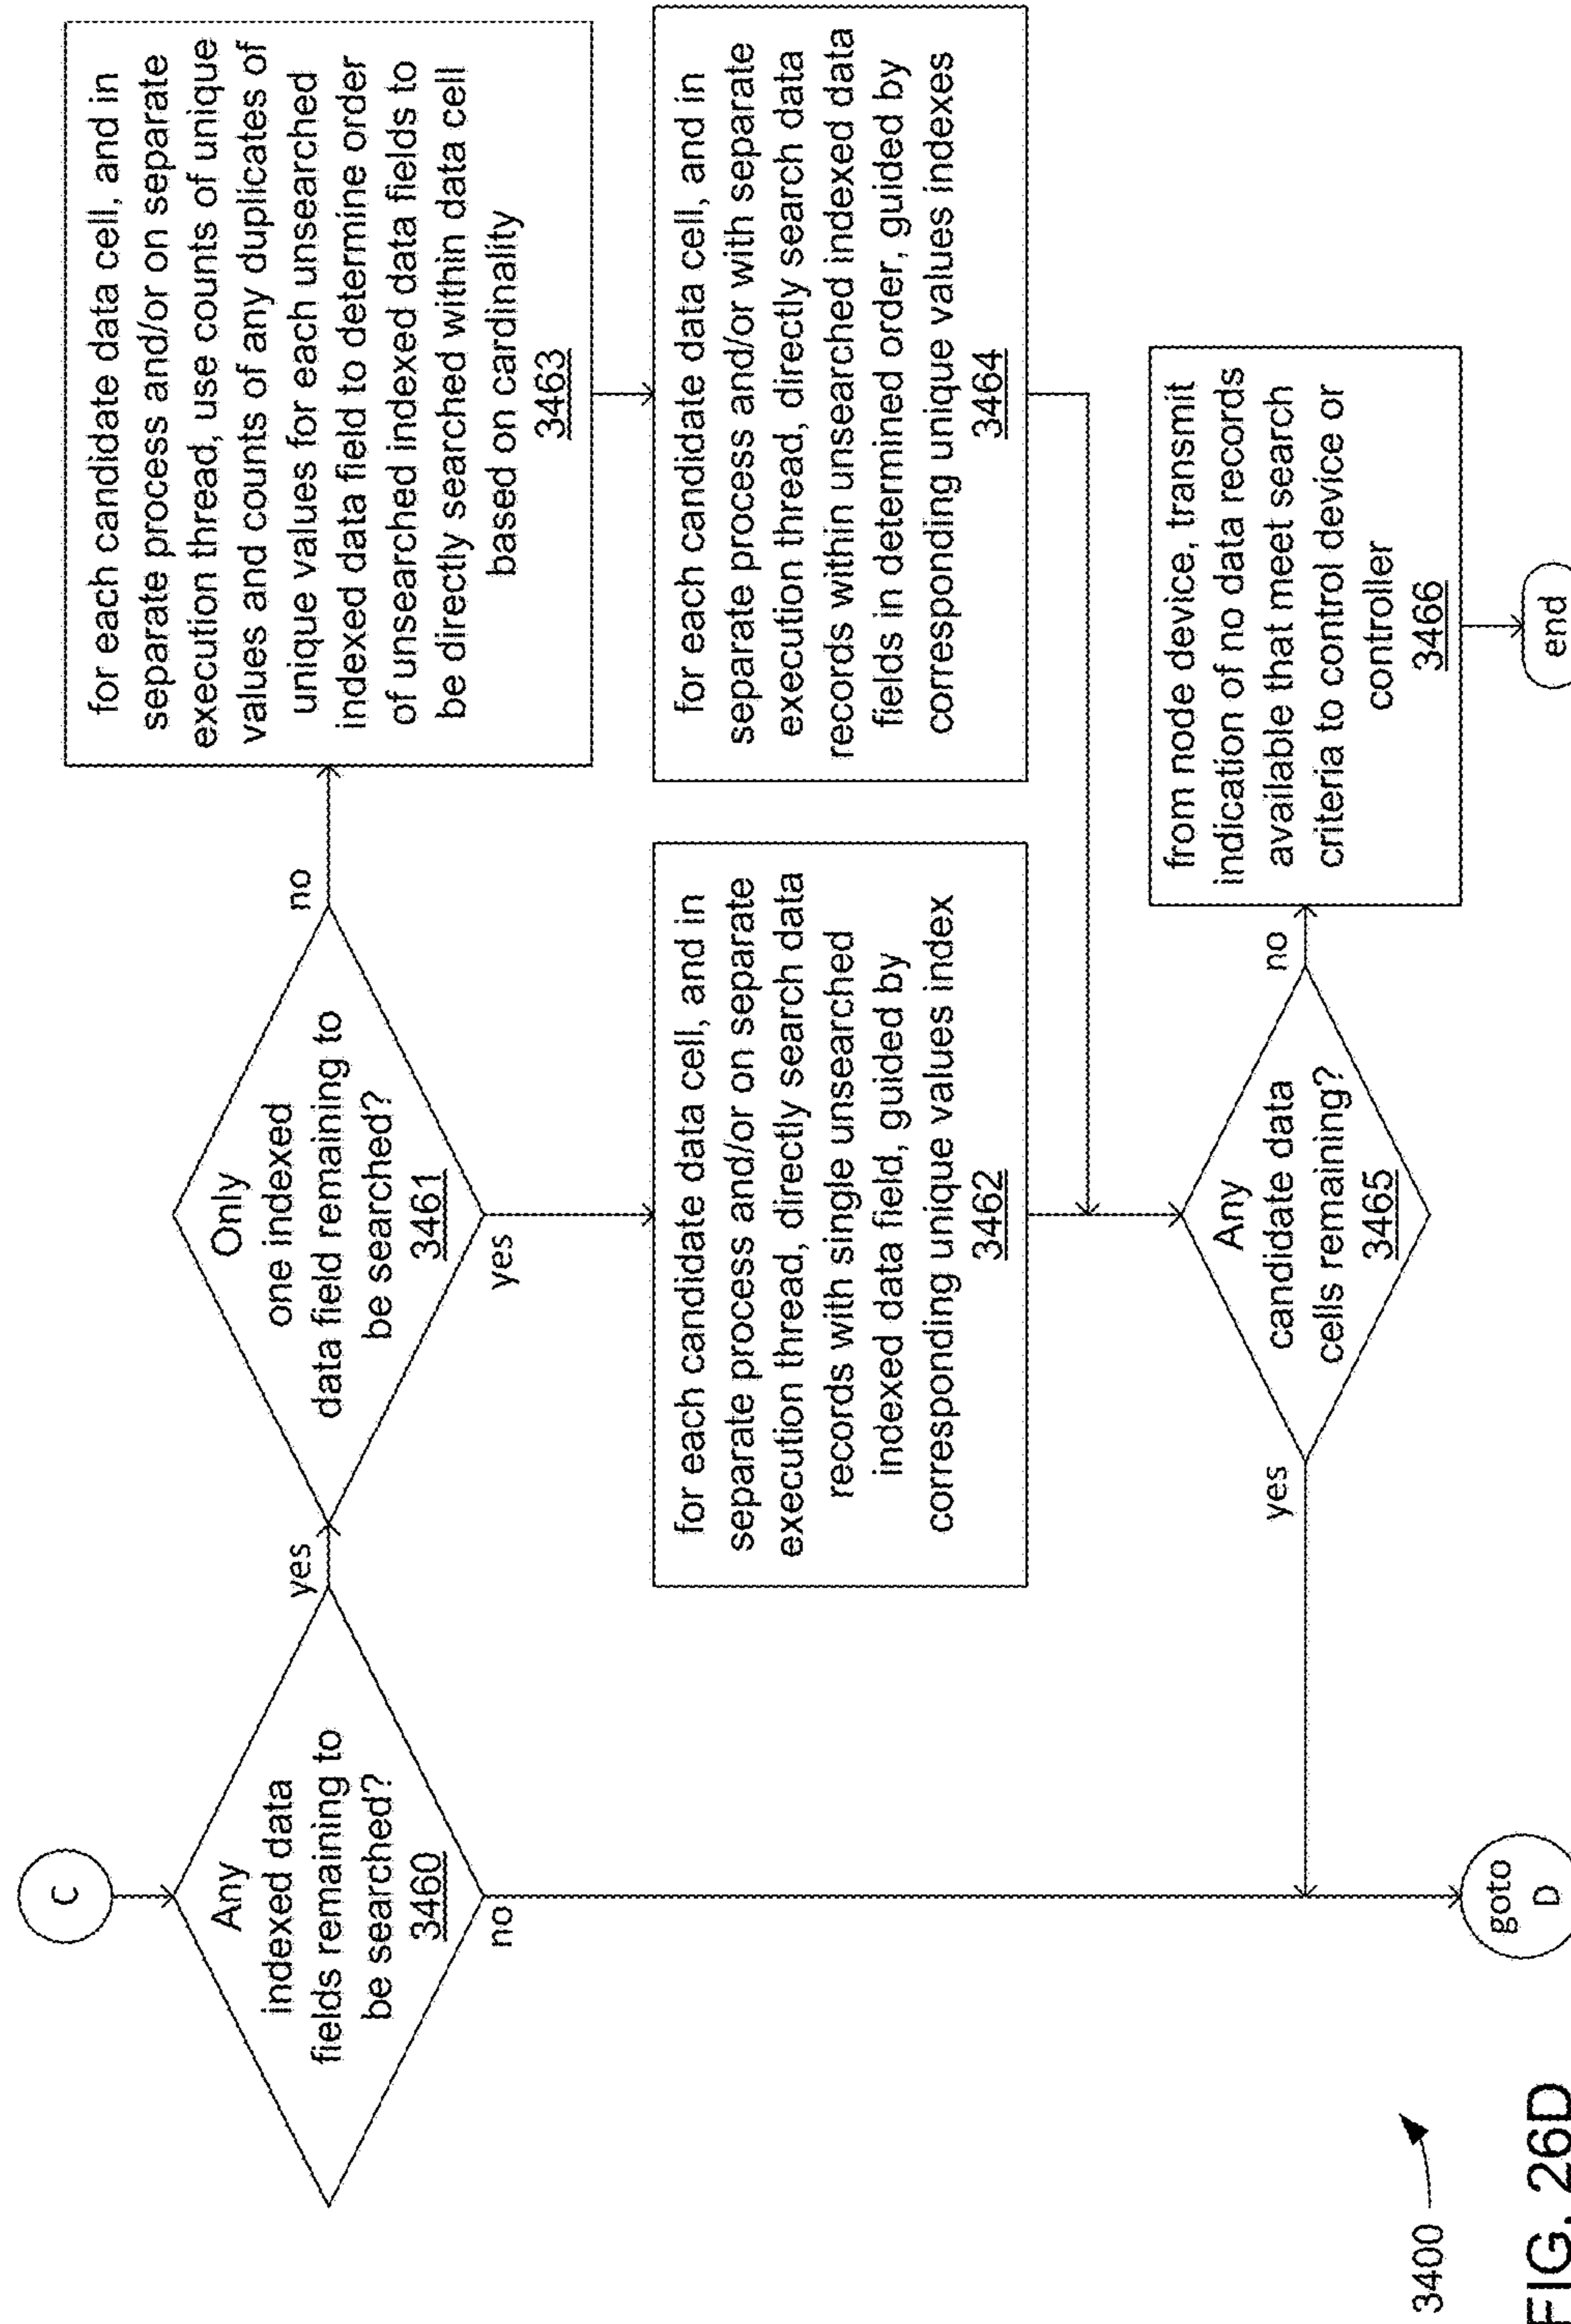 C
Any
indexed data
fields remaining to
be searched?
3460
yes
no
Only
one indexed
data field remaining to
be searched?
3461
no
yes
for each candidate data cell, and in
separate process and/or on separate
execution thread, use counts of unique
values and counts of any duplicates of
unique values for each unsearched
indexed data field to determine order
of unsearched indexed data fields to
be directly searched within data cell
based on cardinality
3463
for each candidate data cell, and in
separate process and/or on separate
execution thread, directly search data
records with single unsearched
indexed data field, guided by
corresponding unique values index
3462
for each candidate data cell, and in
separate process and/or with separate
execution thread, directly search data
records within unsearched indexed data
fields in determined order, guided by
corresponding unique values indexes
3464
Any
candidate data
cells remaining?
3465
yes
no
from node device, transmit
indication of no data records
available that meet search
criteria to control device or
controller
3466
end
goto
D
3400
FIG. 26D